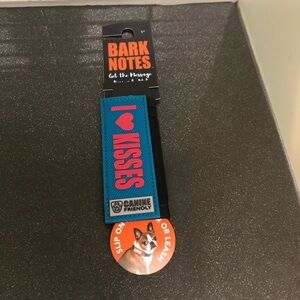 BARK
NOTES
Get the Message
I ♥ KISSES
CANINE
FRIENDLY
SLIP ON
OR LEASH